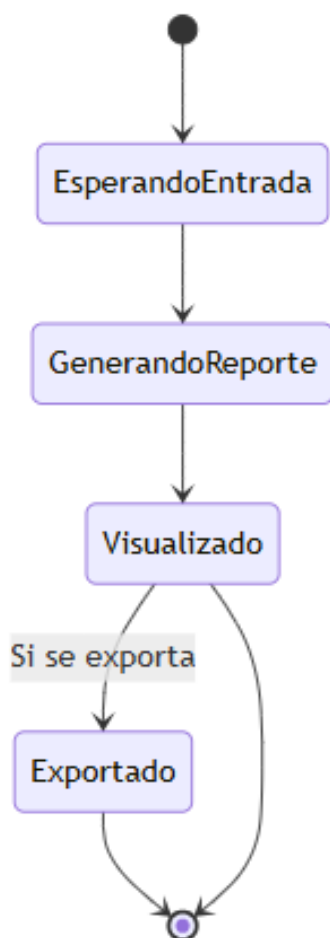 EsperandoEntrada
GenerandoReporte
Visualizado
Si se exporta
Exportado